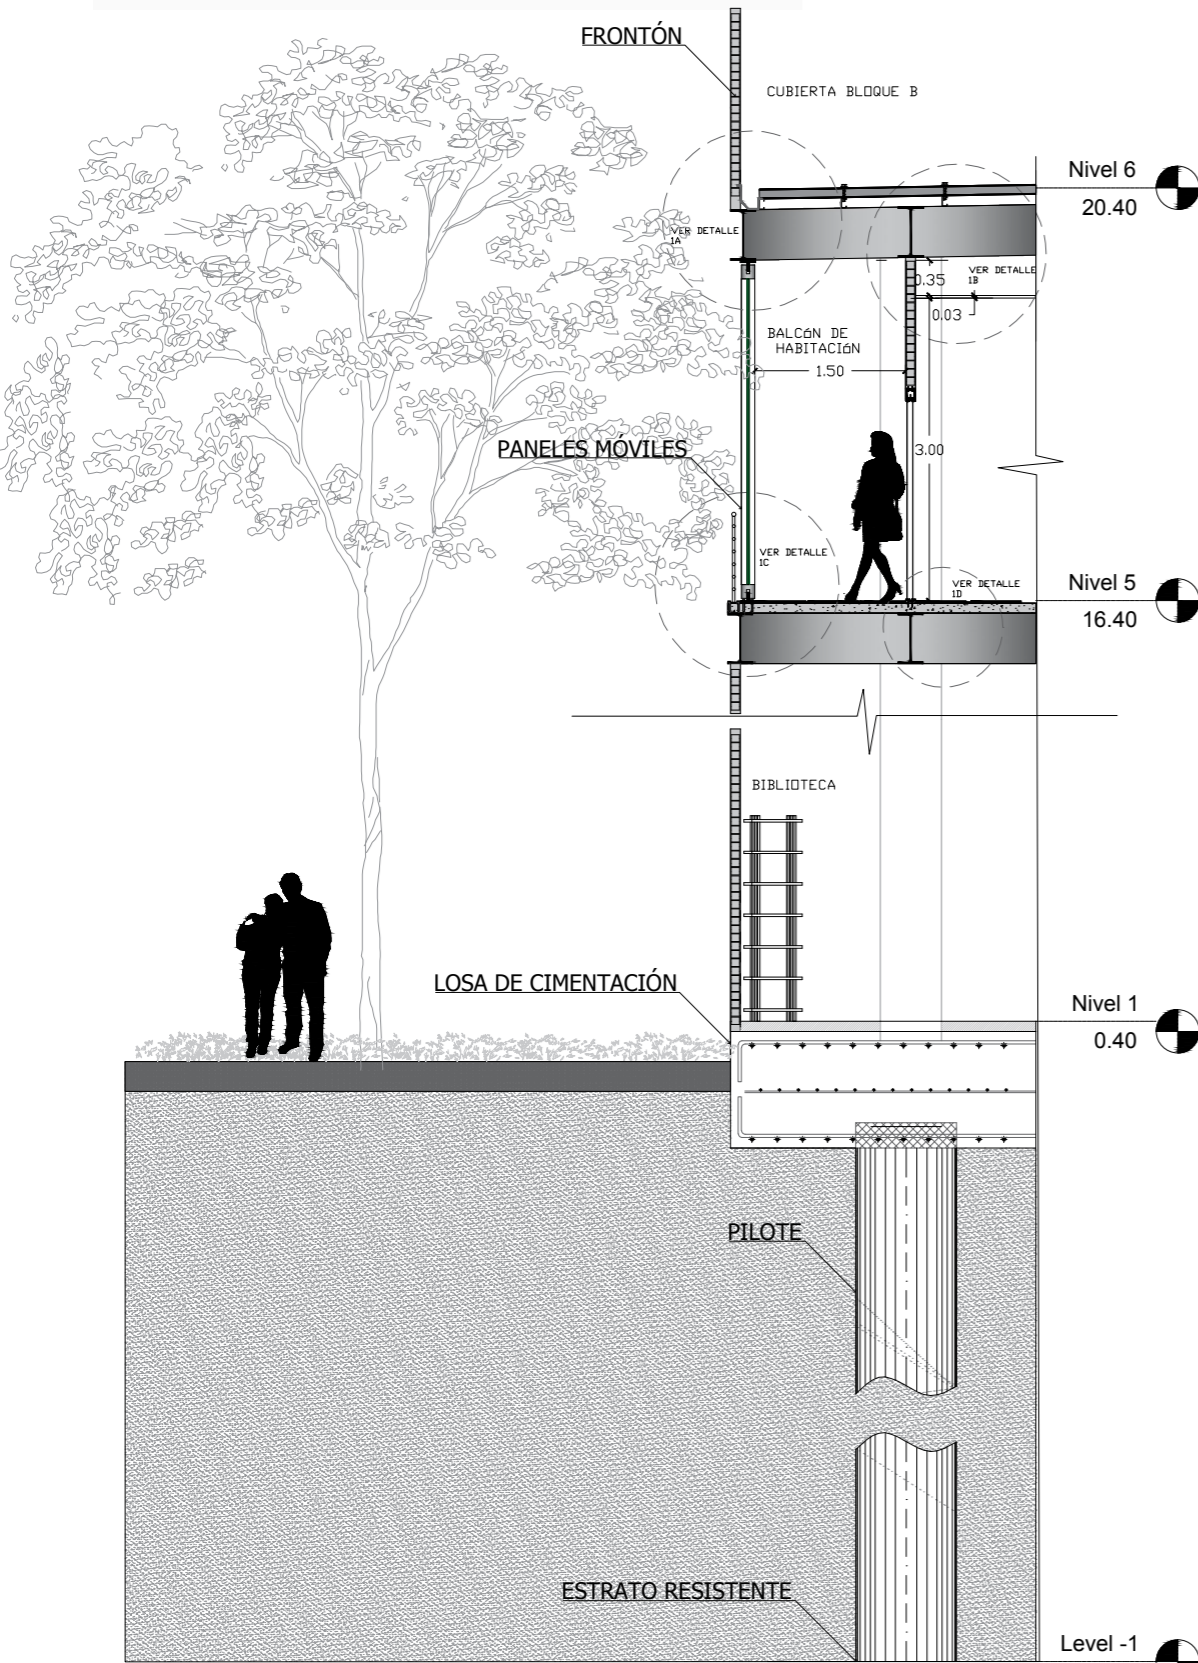 FRONTÓN
CUBIERTA BLOQUE B
Nivel 6
20.40
VER DETALLE
1A
0.35
VER DETALLE
1B
0.03
BALCóN DE
HABITACIóN
1.50
PANELES MÓVILES
3.00
VER DETALLE
1C
VER DETALLE
1D
Nivel 5
16.40
BIBLIOTECA
LOSA DE CIMENTACIÓN
Nivel 1
0.40
PILOTE
ESTRATO RESISTENTE
Level -1